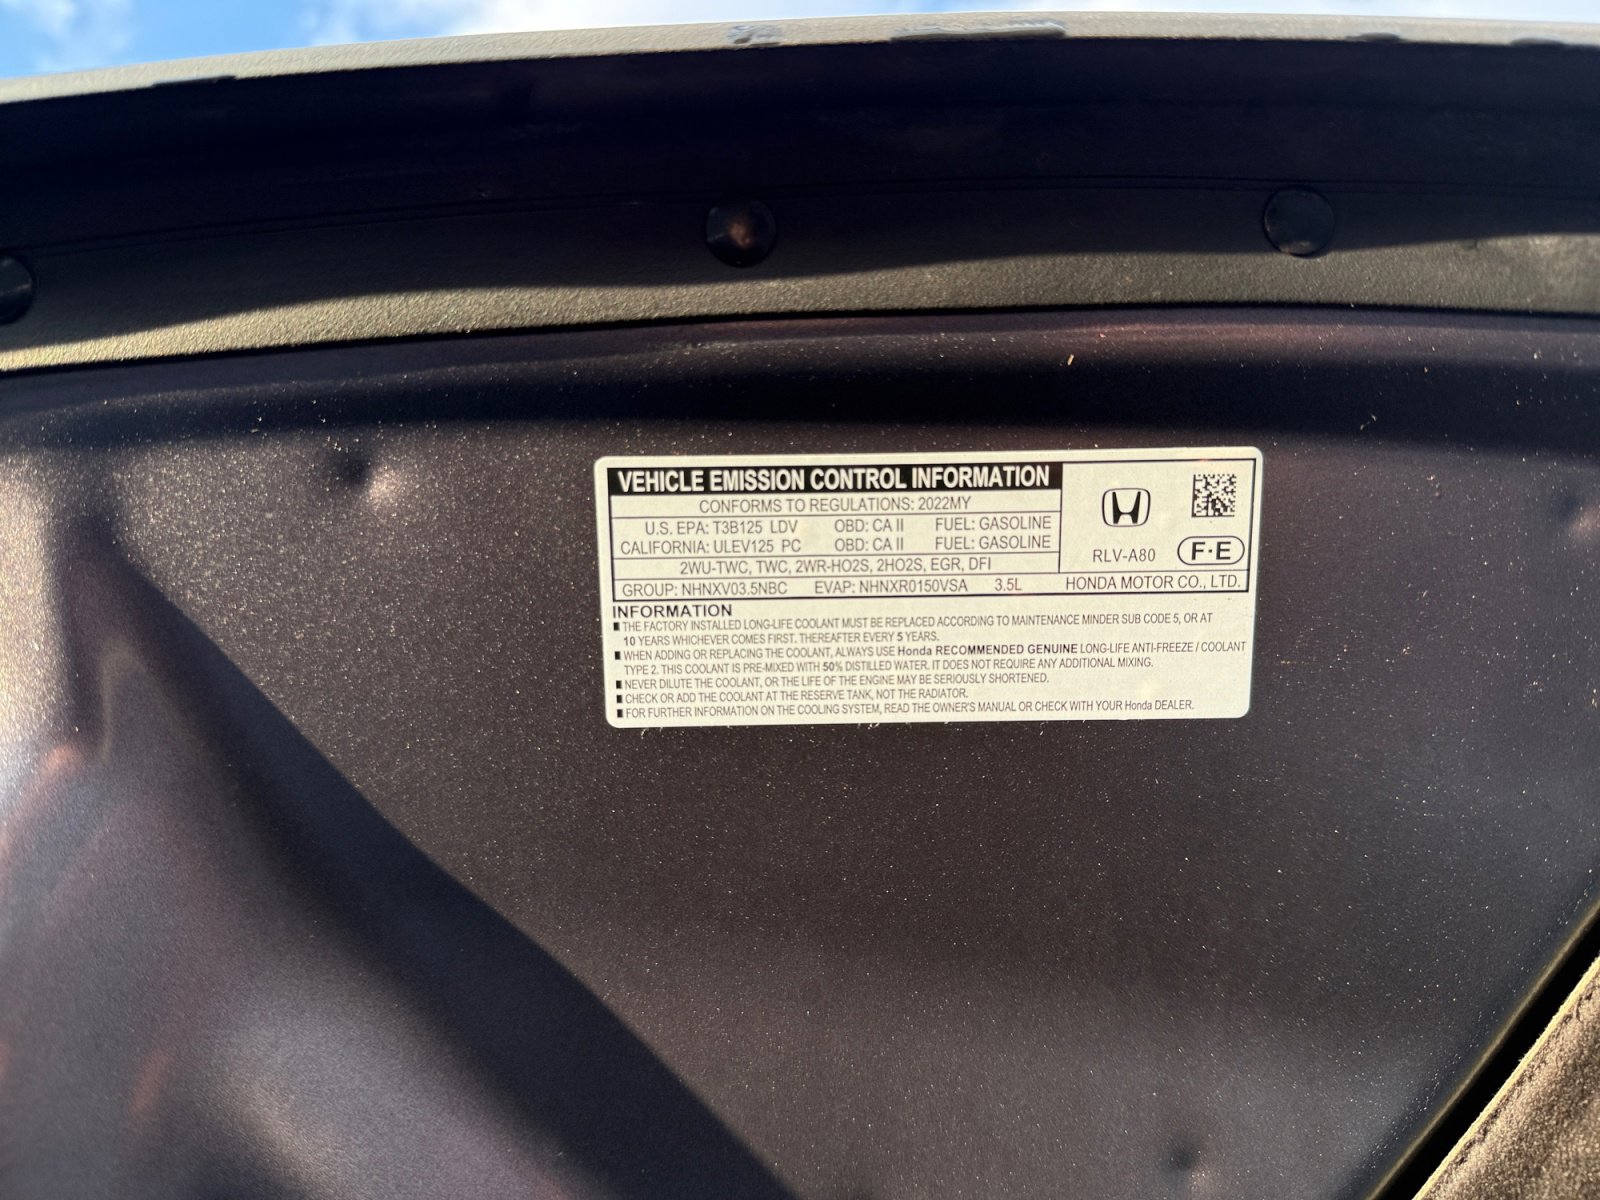 VEHICLE EMISSION CONTROL INFORMATION
CONFORMS TO REGULATIONS: 2022MY
U.S. EPA: T3B125 LDV OBD: CA II FUEL: GASOLINE
CALIFORNIA: ULEV125 PC OBD: CA II FUEL: GASOLINE
2WU-TWC, TWC, 2WR-HO2S, 2HO2S, EGR, DFI
RLV-A80 F·E
GROUP: NHNXV03.5NBC EVAP: NHNXR0150VSA 3.5L HONDA MOTOR CO., LTD.
INFORMATION
■ THE FACTORY INSTALLED LONG-LIFE COOLANT MUST BE REPLACED ACCORDING TO MAINTENANCE MINDER SUB CODE 5, OR AT
10 YEARS WHICHEVER COMES FIRST. THEREAFTER EVERY 5 YEARS.
■ WHEN ADDING OR REPLACING THE COOLANT, ALWAYS USE Honda RECOMMENDED GENUINE LONG-LIFE ANTI-FREEZE / COOLANT
TYPE 2. THIS COOLANT IS PRE-MIXED WITH 50% DISTILLED WATER. IT DOES NOT REQUIRE ANY ADDITIONAL MIXING.
■ NEVER DILUTE THE COOLANT, OR THE LIFE OF THE ENGINE MAY BE SERIOUSLY SHORTENED.
■ CHECK OR ADD THE COOLANT AT THE RESERVE TANK, NOT THE RADIATOR.
■ FOR FURTHER INFORMATION ON THE COOLING SYSTEM, READ THE OWNER'S MANUAL OR CHECK WITH YOUR Honda DEALER.